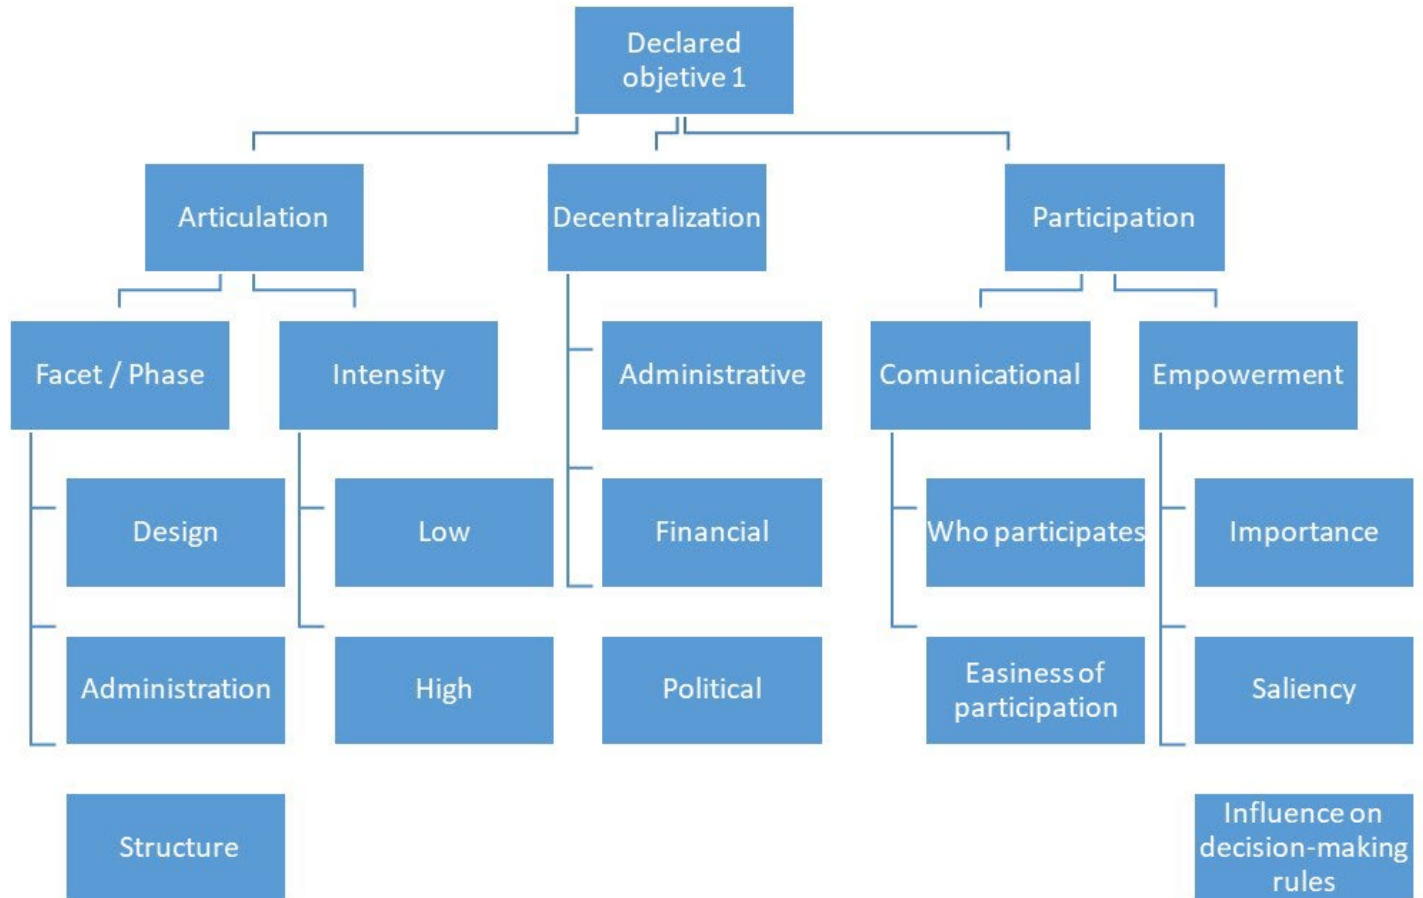 Declared
objetive 1
Articulation
Decentralization
Participation
Facet / Phase
Intensity
Administrative
Comunicational
Empowerment
Design
Low
Financial
Who participates
Importance
Administration
High
Political
Easiness of
participation
Saliency
Structure
Influence on
decision-making
rules